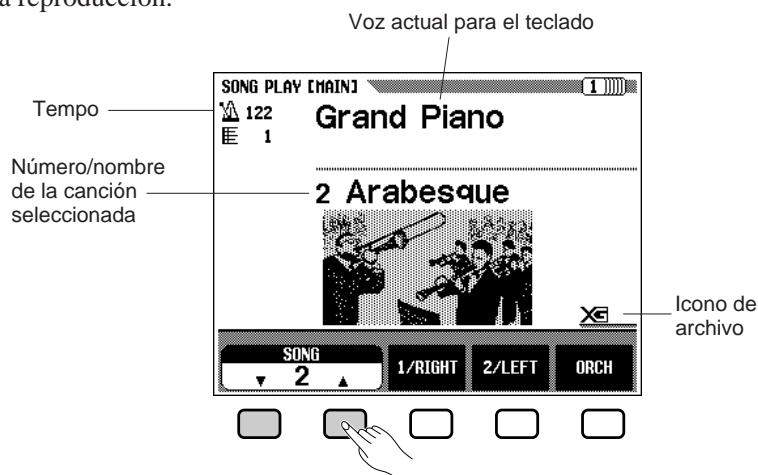 a reproducción.
Voz actual para el teclado
SONG PLAY [MAIN]
1
Tempo
122
Grand Piano
1
Número/nombre
de la canción
seleccionada
2 Arabesque
XG
Icono de
archivo
SONG
▼ 2 ▲
1/RIGHT
2/LEFT
ORCH